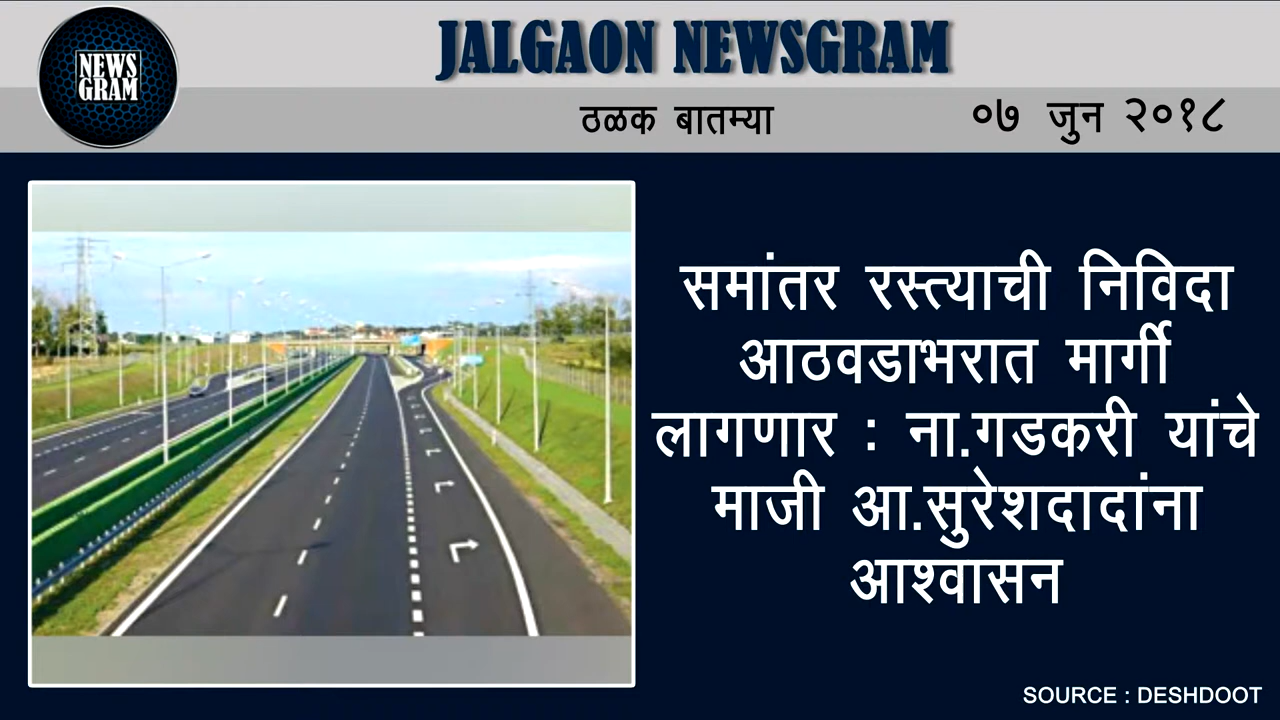 NEWS
GRAM
JALGAON NEWSGRAM
ठळक बातम्या
०७ जुन २०१८
समांतर रस्त्याची निविदा
आठवडाभरात मार्गी
लागणार : ना.गडकरी यांचे
माजी आ.सुरेशदादांना
आश्वासन
SOURCE : DESHDOOT